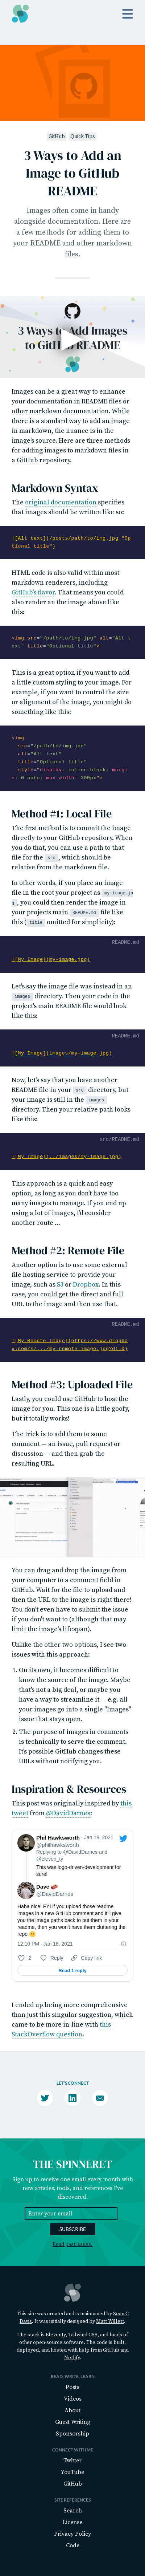 GitHub Quick Tips
3 Ways to Add an
Image to GitHub
README
Images often come in handy
alongside documentation. Here are
a few methods for adding them to
your README and other markdown
files.
3 Ways to Add Images
to GitHub README
Images can be a great way to enhance
your documentation in README files or
other markdown documentation. While
there is a standard way to add an image
in markdown, the nuance is in the
image's source. Here are three methods
for adding images to markdown files in
a GitHub repository.
Markdown Syntax
The original documentation specifies
that images should be written like so:
![Alt text](/posts/path/to/img.jpg "Op
tional title")
HTML code is also valid within most
markdown renderers, including
GitHub's flavor. That means you could
also render an the image above like
this:
<img src="/path/to/img.jpg" alt="Alt t
ext" title="Optional title">
This is a great option if you want to add
a little custom styling to your image. For
example, if you want to control the size
or alignment of the image, you might do
something like this:
<img
src="/path/to/img.jpg"
alt="Alt text"
title="Optional title"
style="display: inline-block; margi
n: 0 auto; max-width: 300px">
Method #1: Local File
The first method is to commit the image
directly to your GitHub repository. When
you do that, you can use a path to that
file for the src, which should be
relative from the markdown file.
In other words, if you place an image
file in the root of your project as my-image.jp
g, you could then render the image in
your projects main README.md file like
this (title omitted for simplicity):
README.md
![My Image](my-image.jpg)
Let's say the image file was instead in an
images directory. Then your code in the
project's main README file would look
like this:
README.md
![My Image](images/my-image.jpg)
Now, let's say that you have another
README file in your src directory, but
your image is still in the images
directory. Then your relative path looks
like this:
src/README.md
![My Image](../images/my-image.jpg)
This approach is a quick and easy
option, as long as you don't have too
many images to manage. If you end up
using a lot of images, I'd consider
another route ...
Method #2: Remote File
Another option is to use some external
file hosting service to provide your
image, such as S3 or Dropbox. In this
case, you could get the direct and full
URL to the image and then use that.
README.md
![My Remote Image](https://www.dropbo
x.com/s/.../my-remote-image.jpg?dl=0)
Method #3: Uploaded File
Lastly, you could use GitHub to host the
image for you. This one is a little goofy,
but it totally works!
The trick is to add them to some
comment — an issue, pull request or
discussion — and then grab the
resulting URL.
You can drag and drop the image from
your computer to a comment field in
GitHub. Wait for the file to upload and
then the URL to the image is right there!
You don't even have to submit the issue
if you don't want to (although that may
limit the image's lifespan).
Unlike the other two options, I see two
issues with this approach:
1. On its own, it becomes difficult to
know the source of the image. Maybe
that's not a big deal, or maybe you
have a way to streamline it — e.g. all
your images go into a single "Images"
issue that stays open.
2. The purpose of images in comments
is technically to serve the comment.
It's possible GitHub changes these
URLs without notifying you.
Inspiration & Resources
This post was originally inspired by this
tweet from @DavidDarnes:
Phil Hawksworth · Jan 18, 2021
@philhawksworth
Replying to @DavidDarnes and
@eleven_ty
This was logo-driven-development for
sure!
Dave
@DavidDarnes
Haha nice! FYI if you upload those readme
images in a new GitHub comment and it'll give
you an image path back to put them in your
repo, then you won't have them cluttering the
repo
12:10 PM · Jan 18, 2021
2 Reply Copy link
Read 1 reply
I ended up being more comprehensive
than just this singular suggestion, which
came to be more in-line with this
StackOverflow question.
LET'S CONNECT
THE SPINNERET
Sign up to receive one email every month with
new articles, tools, and references I've
discovered.
Enter your email
SUBSCRIBE
Read past issues.
This site was created and is maintained by Sean C
Davis. It was initially designed by Matt Willett.
The stack is Eleventy, Tailwind CSS, and loads of
other open-source software. The code is built,
deployed, and distributed with help from GitHub and
Netlify.
READ, WRITE, LEARN
Posts
Videos
About
Guest Writing
Sponsorship
CONNECT WITH ME
Twitter
YouTube
GitHub
SITE REFERENCES
Search
License
Privacy Policy
Code